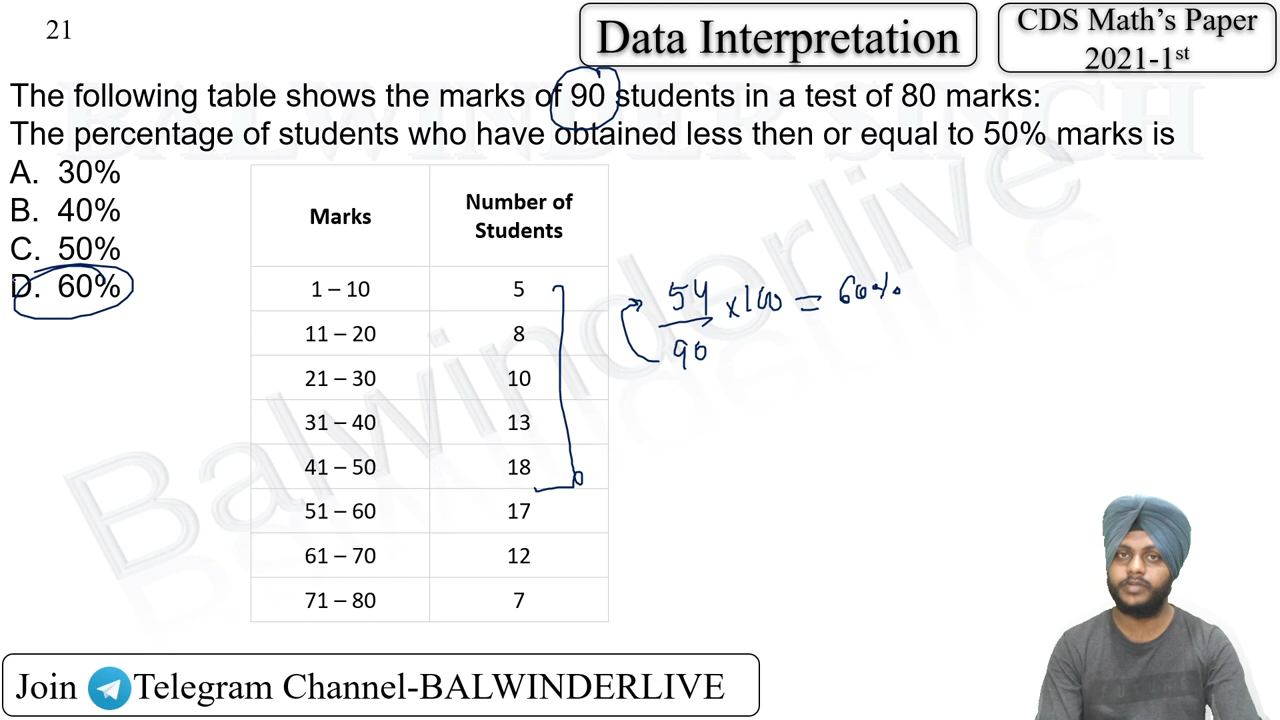 21
Data Interpretation
CDS Math's Paper
2021-1st
The following table shows the marks of 90 students in a test of 80 marks:
The percentage of students who have obtained less then or equal to 50% marks is
A. 30%
B. 40%
C. 50%
D. 60%
Marks Number of Students
1 – 10 5
11 – 20 8
21 – 30 10
31 – 40 13
41 – 50 18
51 – 60 17
61 – 70 12
71 – 80 7
54/90 ×100 = 60%
Balwinderlive
BALWINDER SINGH
Join Telegram Channel-BALWINDERLIVE